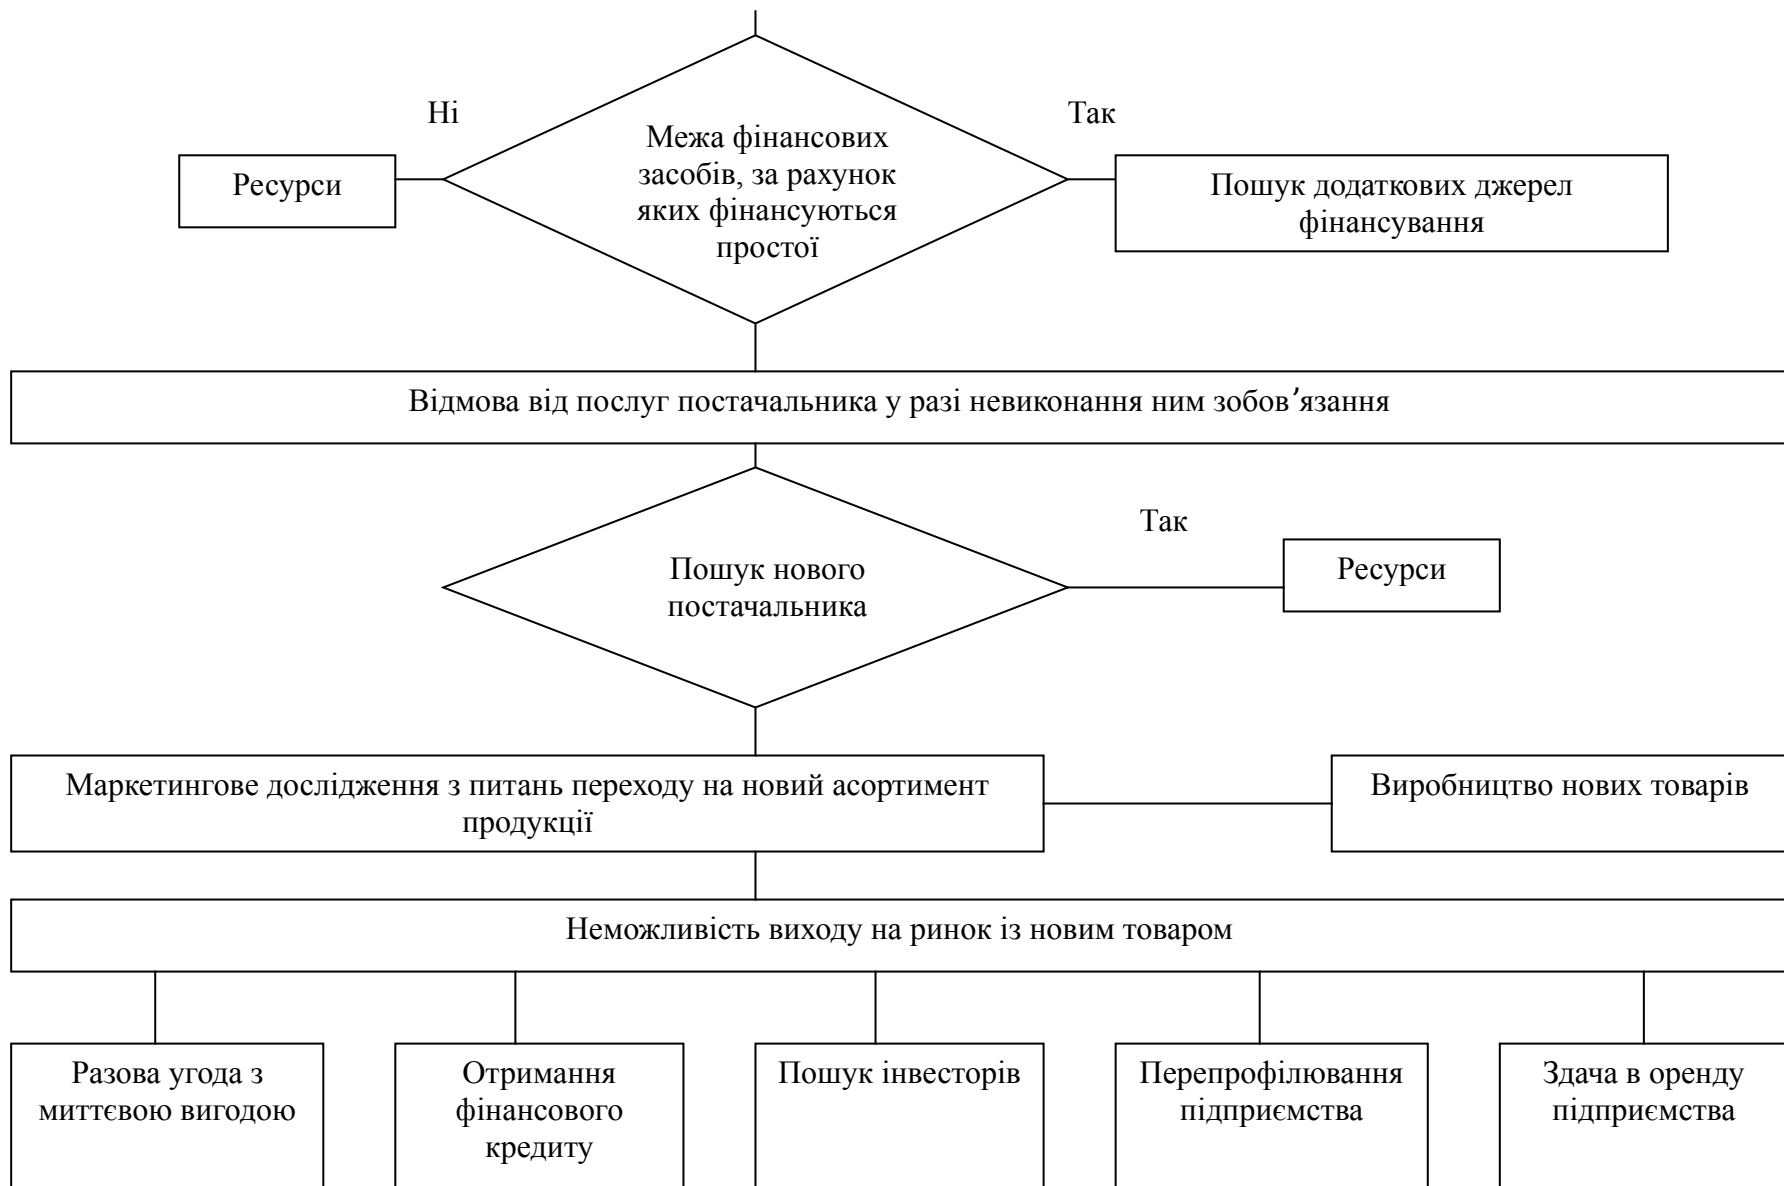 Ні
Так
Межа фінансових
засобів, за рахунок
яких фінансуються
простої
Ресурси
Пошук додаткових джерел
фінансування
Відмова від послуг постачальника у разі невиконання ним зобов’язання
Так
Пошук нового
постачальника
Ресурси
Маркетингове дослідження з питань переходу на новий асортимент
продукції
Виробництво нових товарів
Неможливість виходу на ринок із новим товаром
Разова угода з
миттєвою вигодою
Отримання
фінансового
кредиту
Пошук інвесторів
Перепрофілювання
підприємства
Здача в оренду
підприємства